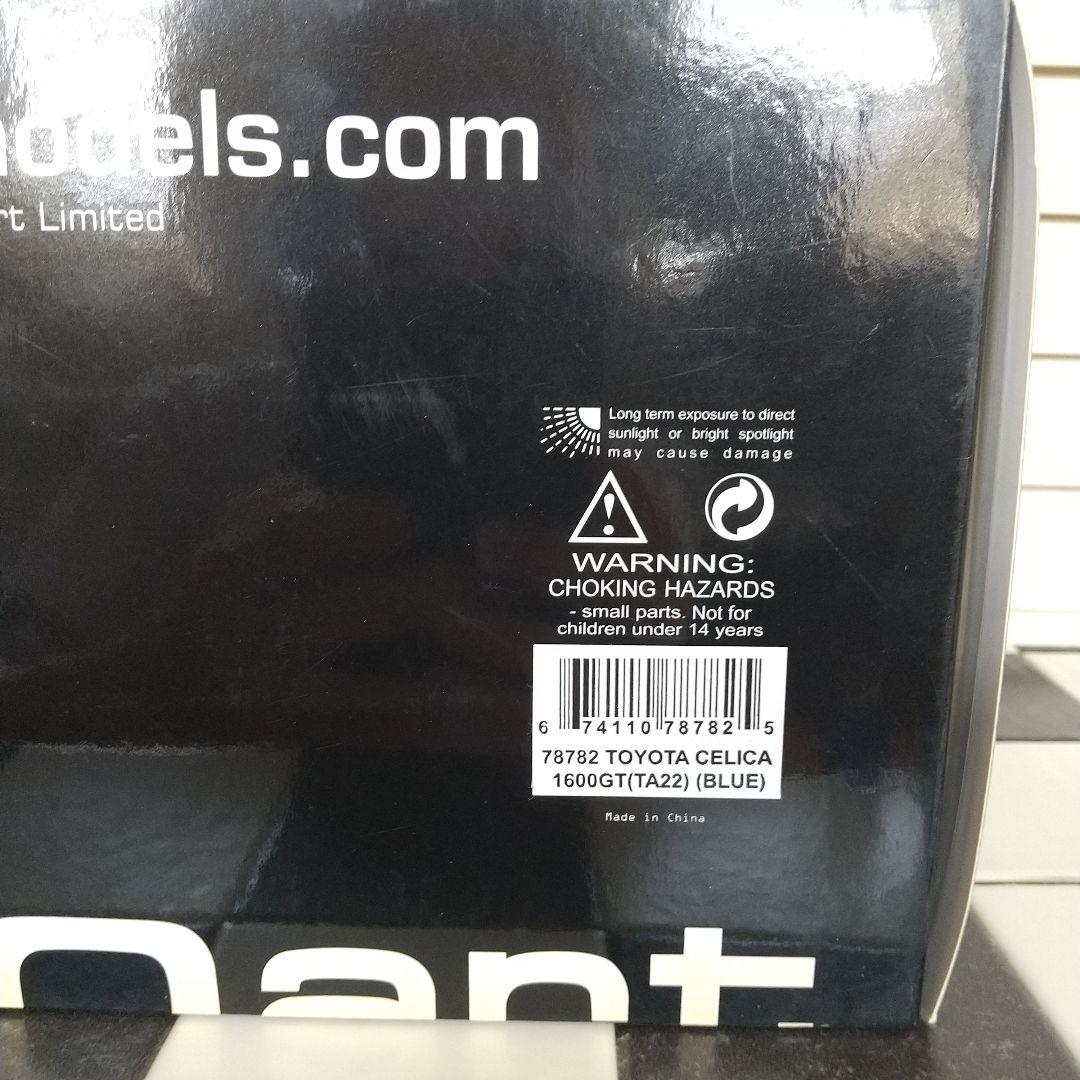 models.com
rt Limited
Long term exposure to direct
sunlight or bright spotlight
may cause damage
WARNING:
CHOKING HAZARDS
- small parts. Not for
children under 14 years
6 74110 78782 5
78782 TOYOTA CELICA
1600GT(TA22) (BLUE)
Made in China